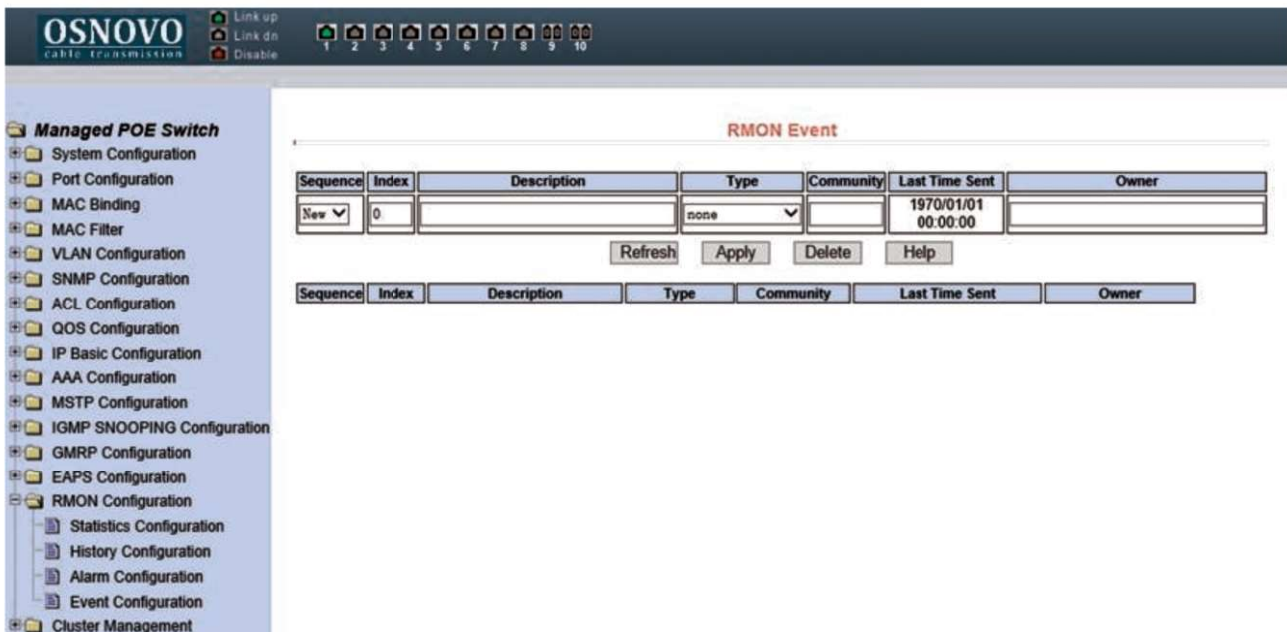 OSNOVO
cable transmission
Link up
Link dn
Disable
1 2 3 4 5 6 7 8 9 10
Managed POE Switch
System Configuration
Port Configuration
MAC Binding
MAC Filter
VLAN Configuration
SNMP Configuration
ACL Configuration
QOS Configuration
IP Basic Configuration
AAA Configuration
MSTP Configuration
IGMP SNOOPING Configuration
GMRP Configuration
EAPS Configuration
RMON Configuration
Statistics Configuration
History Configuration
Alarm Configuration
Event Configuration
Cluster Management
RMON Event
Sequence Index Description Type Community Last Time Sent Owner
New 0 none 1970/01/01 00:00:00
Refresh Apply Delete Help
Sequence Index Description Type Community Last Time Sent Owner